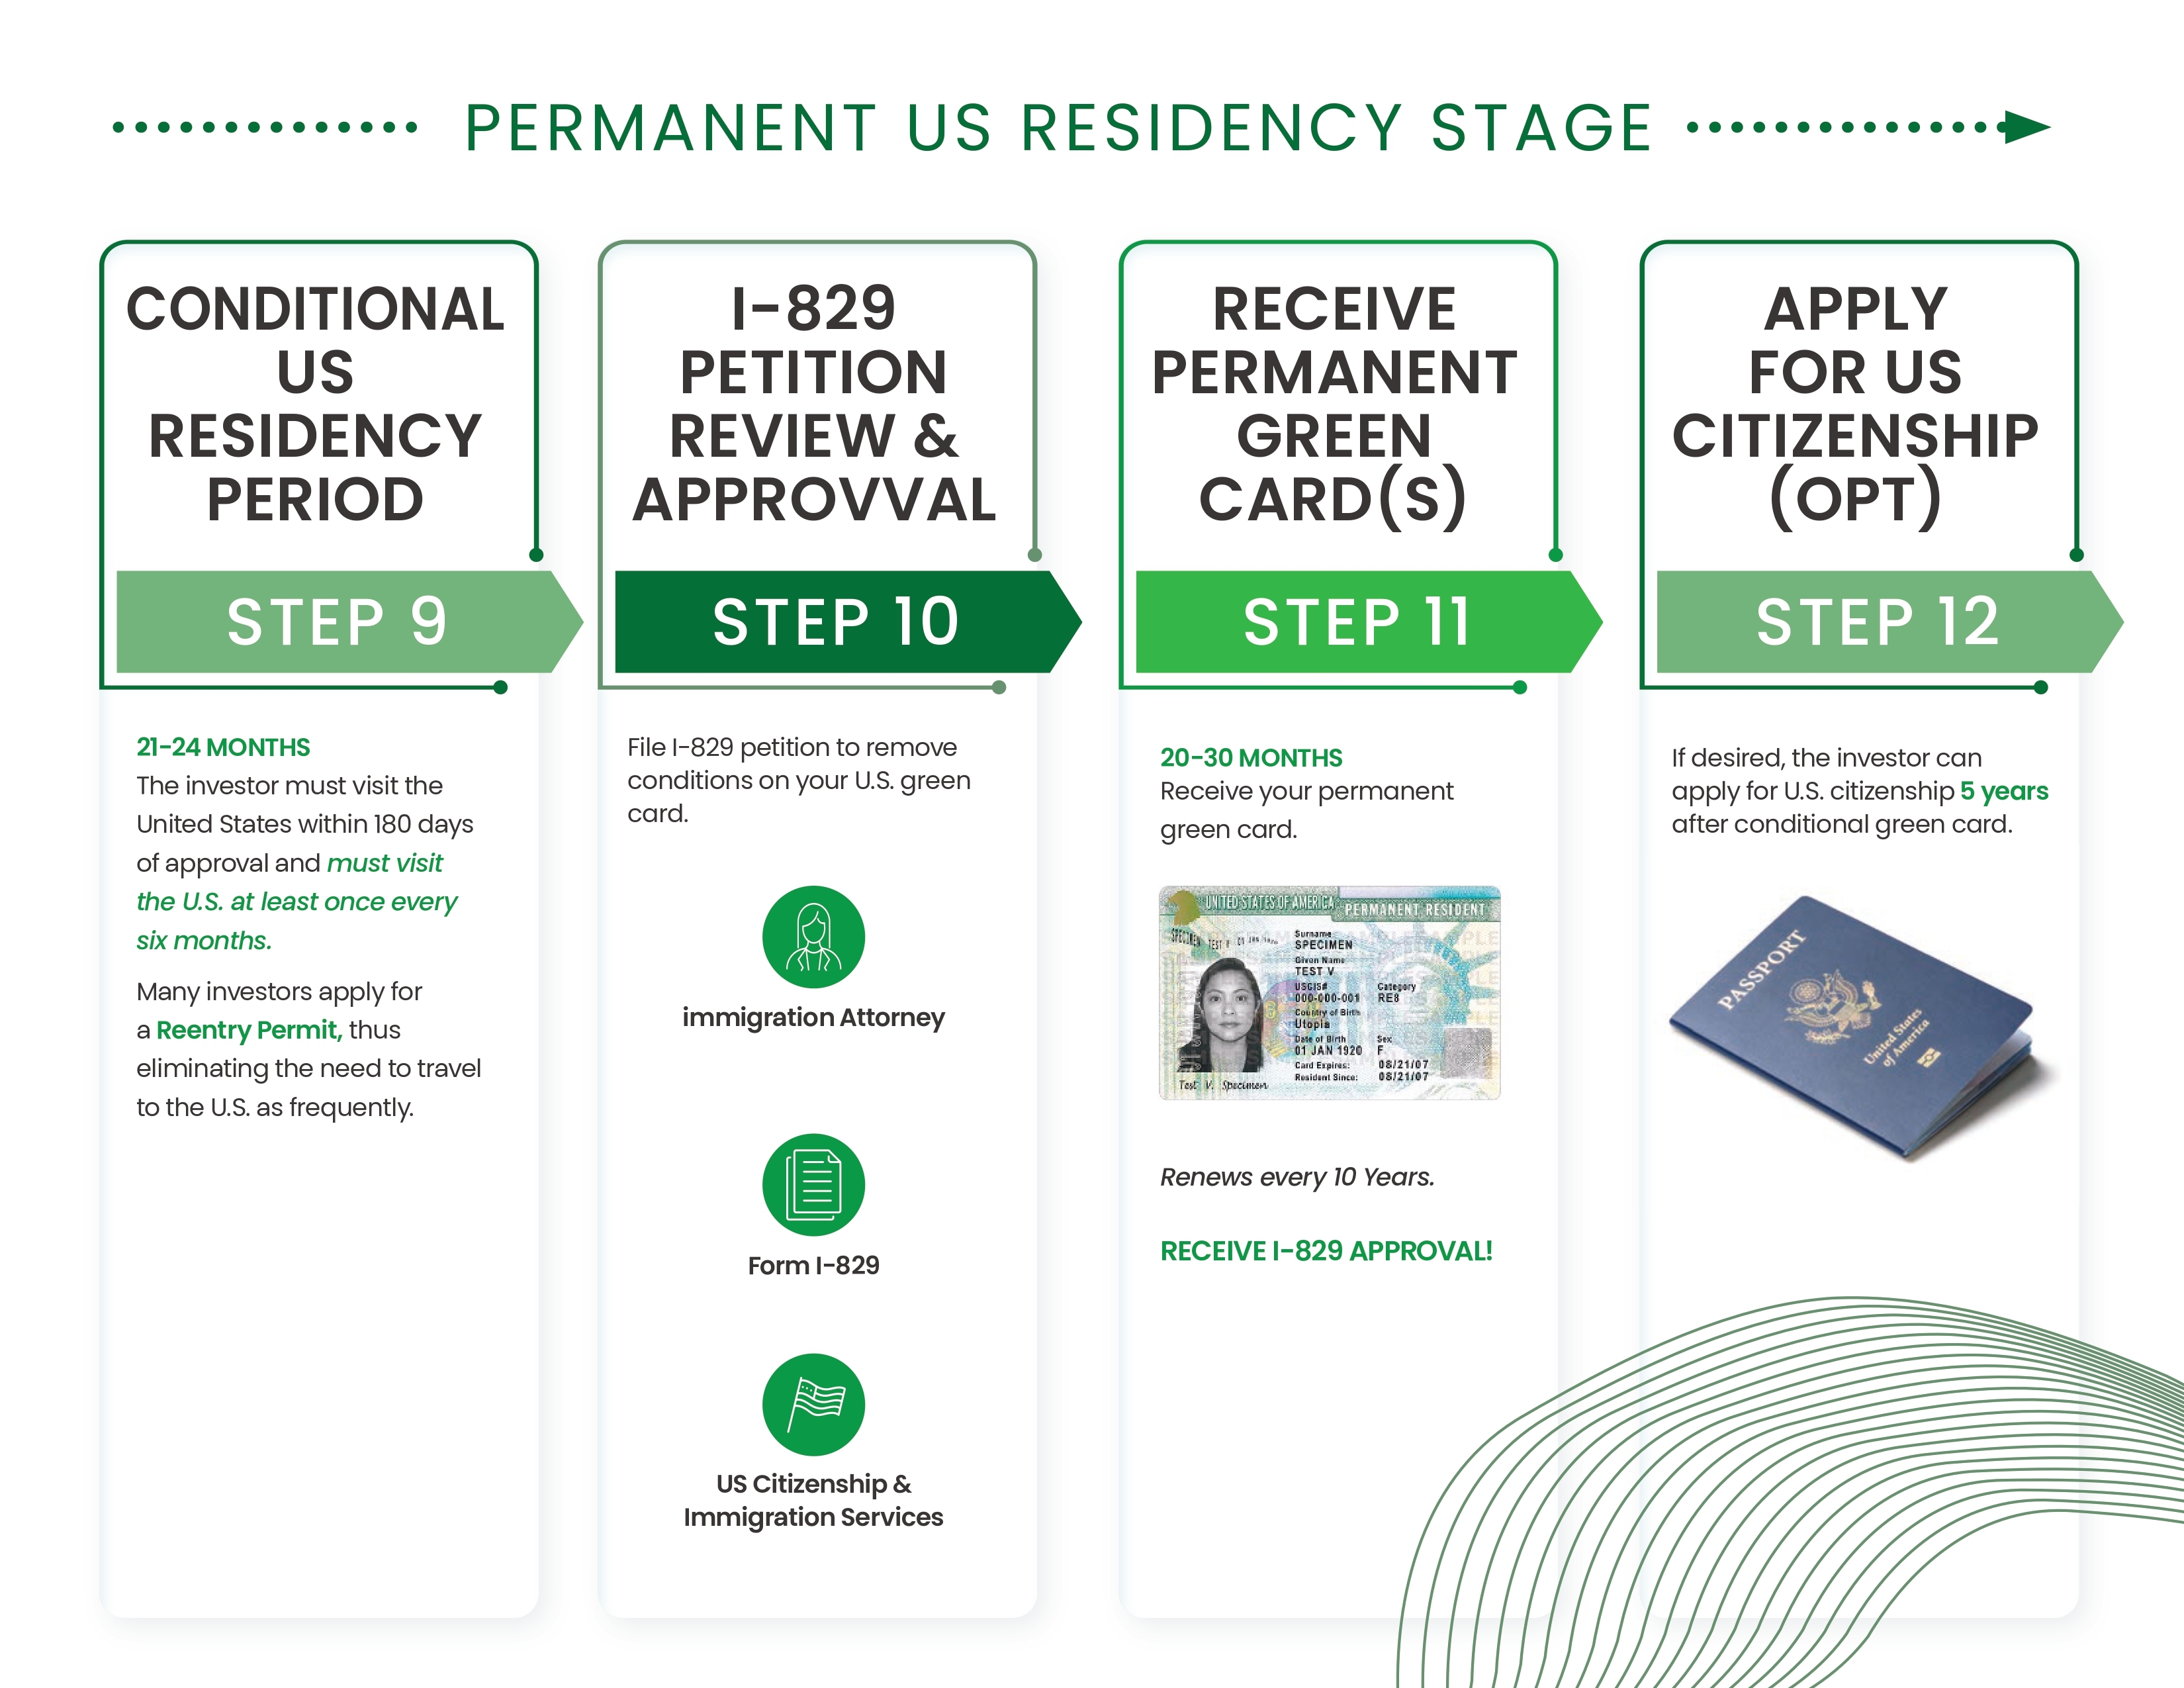 PERMANENT US RESIDENCY STAGE
CONDITIONAL
US
RESIDENCY
PERIOD
STEP 9
21-24 MONTHS
The investor must visit the
United States within 180 days
of approval and must visit
the U.S. at least once every
six months.
Many investors apply for
a Reentry Permit, thus
eliminating the need to travel
to the U.S. as frequently.
I-829
PETITION
REVIEW &
APPROVVAL
STEP 10
File I-829 petition to remove
conditions on your U.S. green
card.
immigration Attorney
Form I-829
US Citizenship &
Immigration Services
RECEIVE
PERMANENT
GREEN
CARD(S)
STEP 11
20-30 MONTHS
Receive your permanent
green card.
UNITED STATES OF AMERICA
PERMANENT RESIDENT
SPECIMEN TEST V 01 JAN 1920
Surname
SPECIMEN
Given Name
TEST V
USCIS# Category
000-000-001 RE8
Country of Birth
Utopia
Date of Birth Sex
01 JAN 1920 F
Card Expires: 08/21/07
Resident Since: 08/21/07
Test V. Specimen
Renews every 10 Years.
RECEIVE I-829 APPROVAL!
APPLY
FOR US
CITIZENSHIP
(OPT)
STEP 12
If desired, the investor can
apply for U.S. citizenship 5 years
after conditional green card.
PASSPORT
United States
of America